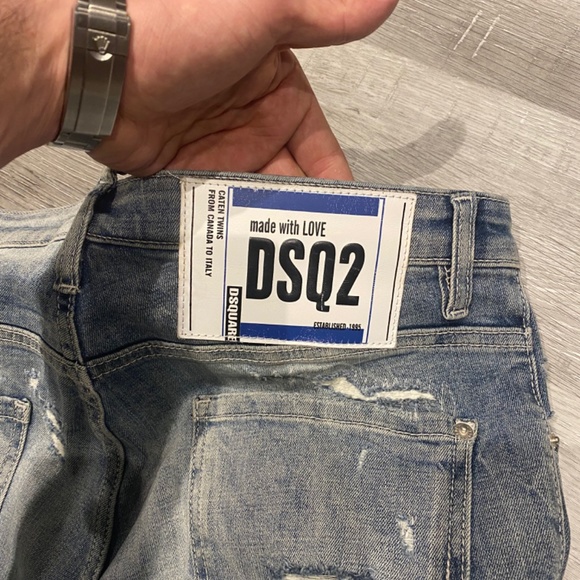 CATEN TWINS
FROM CANADA TO ITALY
made with LOVE
DSQ2
DSQUARE
ESTABLISHED 1995